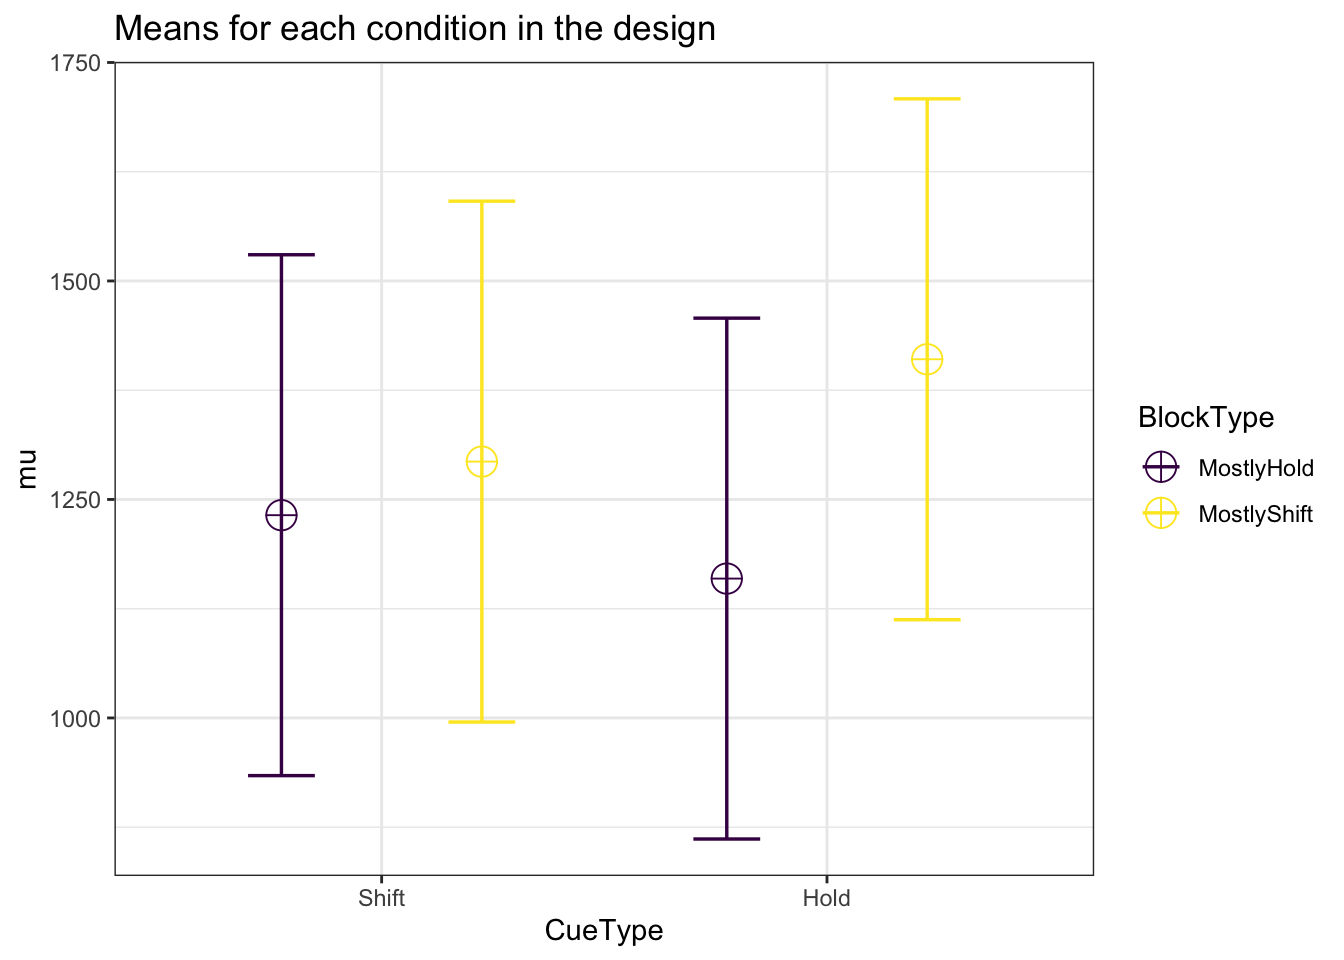 Means for each condition in the design
mu
1750
1500
1250
1000
Shift
Hold
CueType
BlockType
MostlyHold
MostlyShift